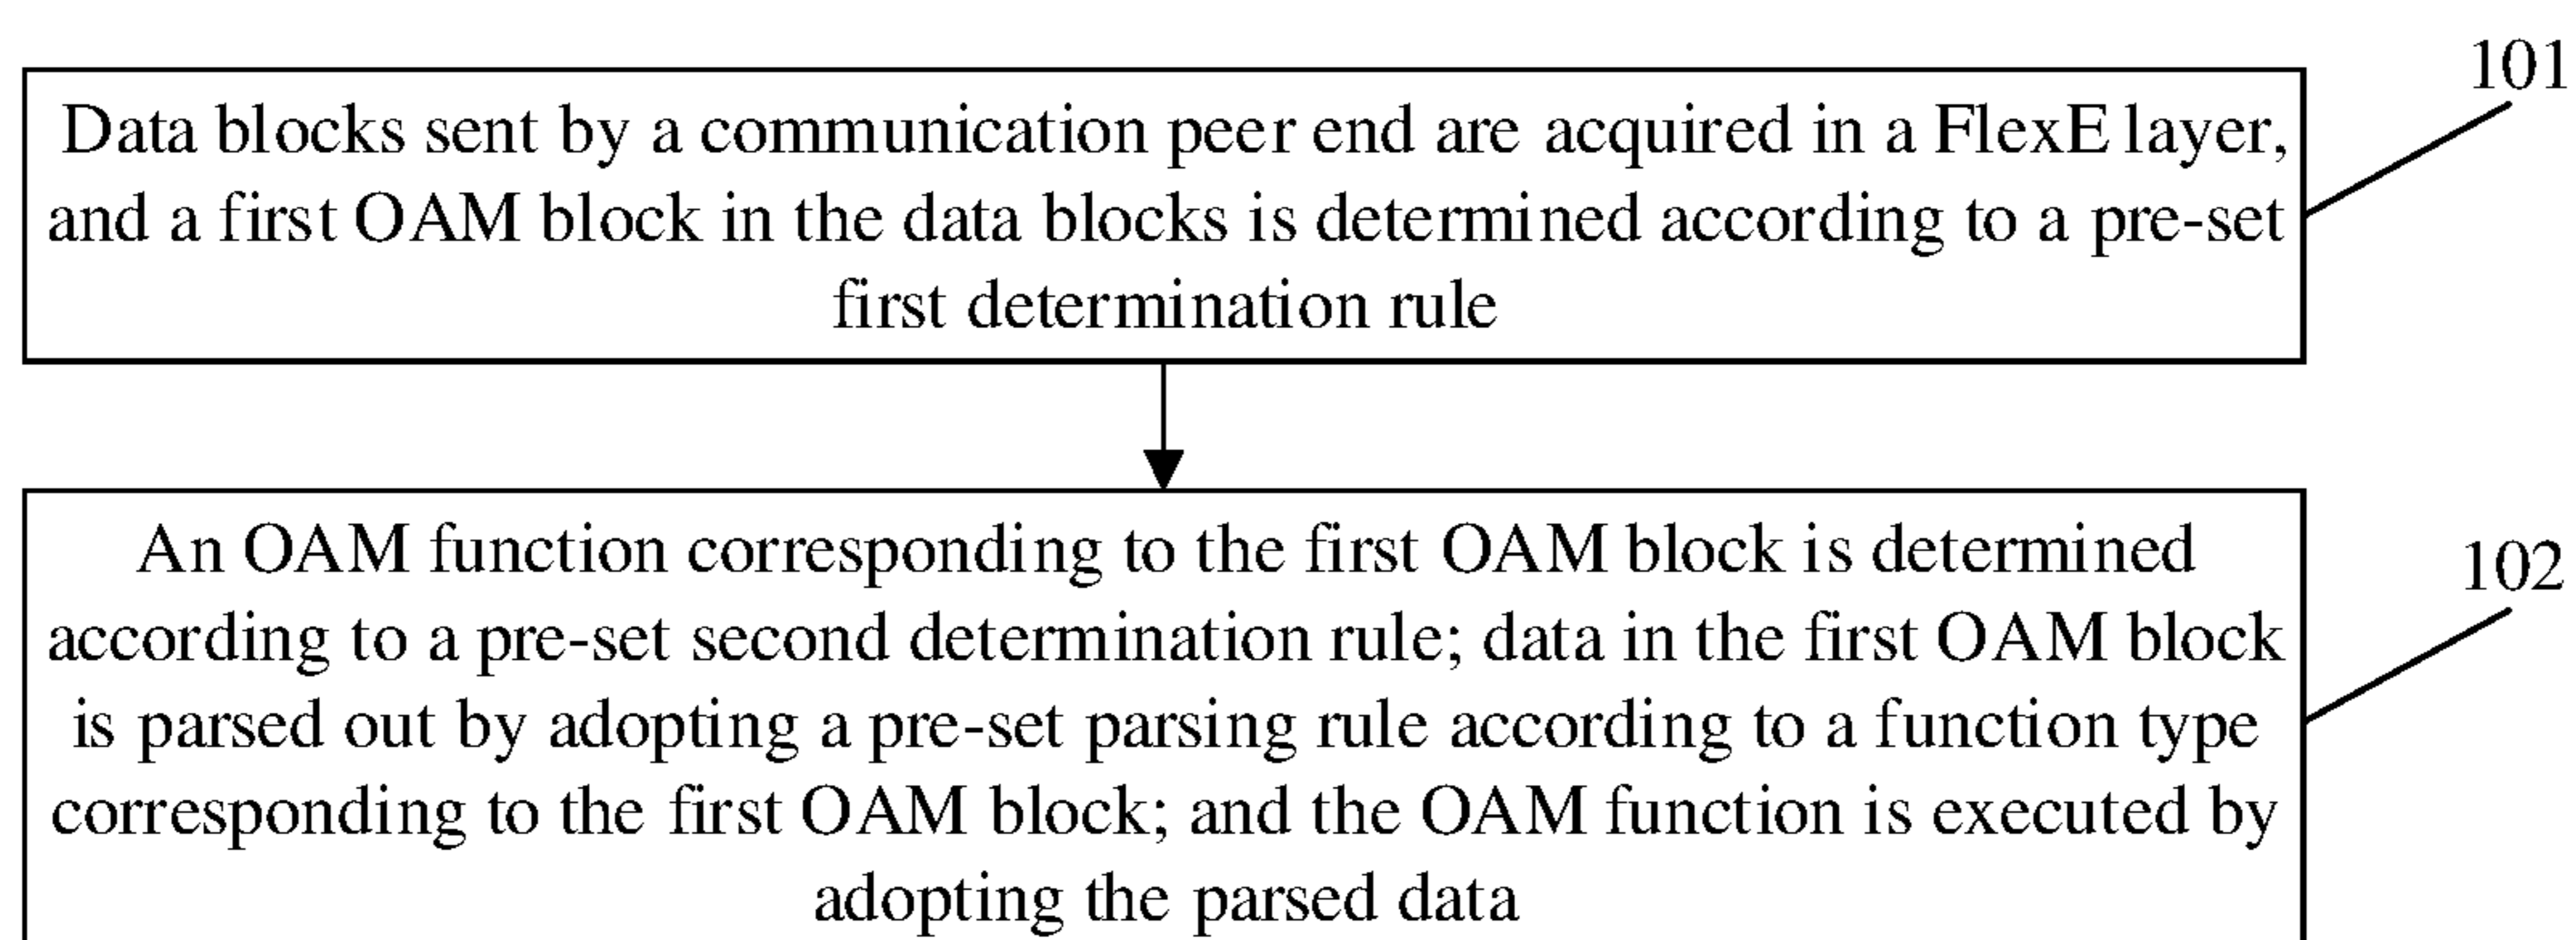 101
Data blocks sent by a communication peer end are acquired in a FlexE layer,
and a first OAM block in the data blocks is determined according to a pre-set
first determination rule
102
An OAM function corresponding to the first OAM block is determined
according to a pre-set second determination rule; data in the first OAM block
is parsed out by adopting a pre-set parsing rule according to a function type
corresponding to the first OAM block; and the OAM function is executed by
adopting the parsed data